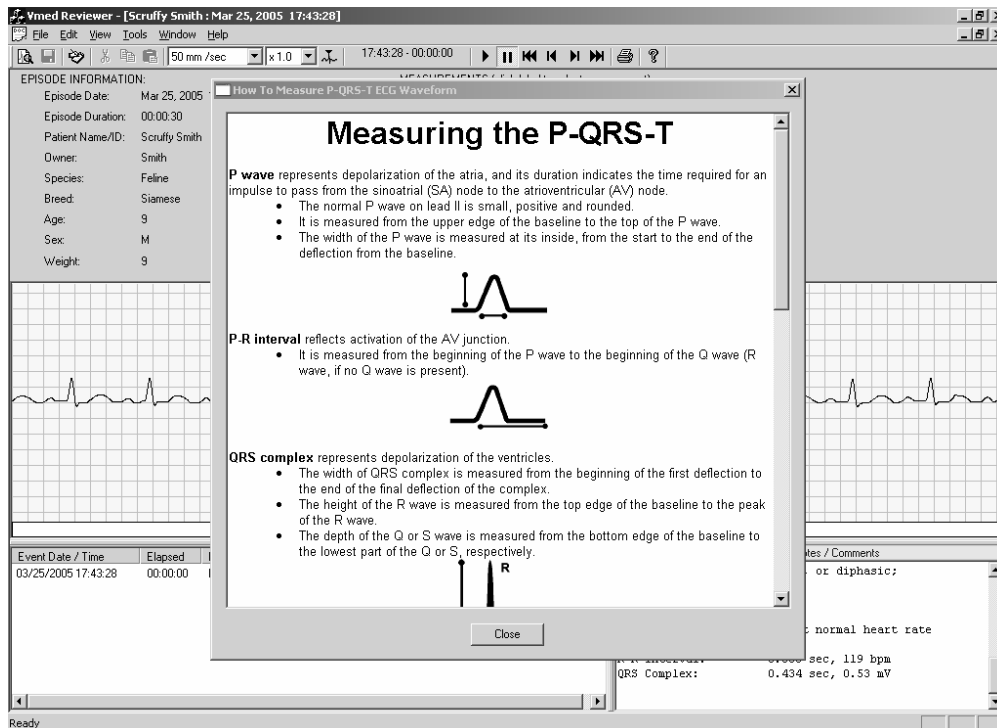 Vmed Reviewer - [Scruffy Smith : Mar 25, 2005 17:43:28]
File Edit View Tools Window Help
50 mm /sec x 1.0 17:43:28 - 00:00:00
EPISODE INFORMATION:
Episode Date: Mar 25, 2005
Episode Duration: 00:00:30
Patient Name/ID: Scruffy Smith
Owner: Smith
Species: Feline
Breed: Siamese
Age: 9
Sex: M
Weight: 9
How To Measure P-QRS-T ECG Waveform
Measuring the P-QRS-T
P wave represents depolarization of the atria, and its duration indicates the time required for an
impulse to pass from the sinoatrial (SA) node to the atrioventricular (AV) node.
• The normal P wave on lead II is small, positive and rounded.
• It is measured from the upper edge of the baseline to the top of the P wave.
• The width of the P wave is measured at its inside, from the start to the end of the
deflection from the baseline.
P-R interval reflects activation of the AV junction.
• It is measured from the beginning of the P wave to the beginning of the Q wave (R
wave, if no Q wave is present).
QRS complex represents depolarization of the ventricles.
• The width of QRS complex is measured from the beginning of the first deflection to
the end of the final deflection of the complex.
• The height of the R wave is measured from the top edge of the baseline to the peak
of the R wave.
• The depth of the Q or S wave is measured from the bottom edge of the baseline to
the lowest part of the Q or S, respectively.
R
Close
Event Date / Time Elapsed
03/25/2005 17:43:28 00:00:00
/ Comments
or diphasic;
normal heart rate
sec, 119 bpm
QRS Complex: 0.434 sec, 0.53 mV
Ready